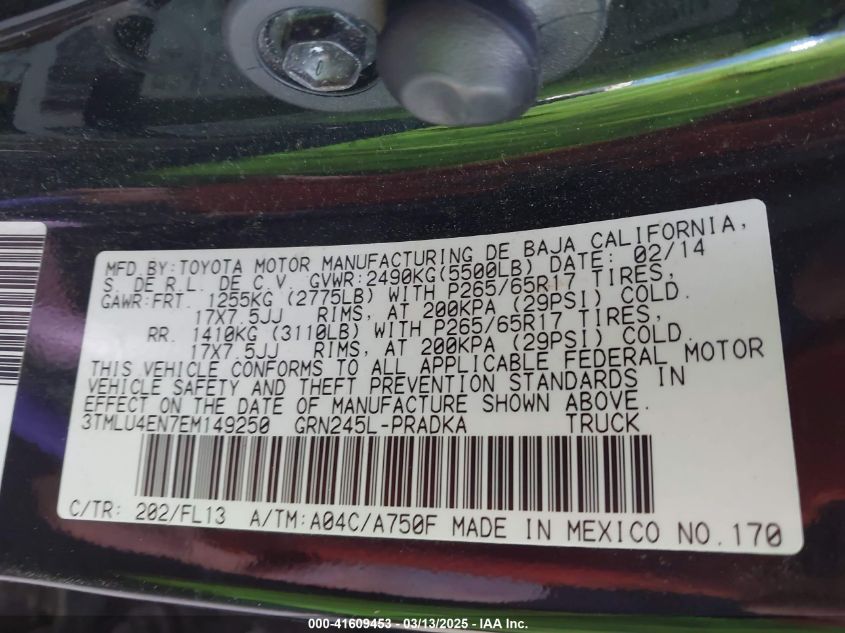 MFD.BY:TOYOTA MOTOR MANUFACTURING DE BAJA CALIFORNIA,
S. DE R.L. DE C.V. GVWR:2490KG(5500LB) DATE: 02/14
GAWR:FRT. 1255KG (2775LB) WITH P265/65R17 TIRES,
17X7.5JJ RIMS, AT 200KPA (29PSI) COLD.
RR. 1410KG (3110LB) WITH P265/65R17 TIRES,
17X7.5JJ RIMS, AT 200KPA (29PSI) COLD.
THIS VEHICLE CONFORMS TO ALL APPLICABLE FEDERAL MOTOR
VEHICLE SAFETY AND THEFT PREVENTION STANDARDS IN
EFFECT ON THE DATE OF MANUFACTURE SHOWN ABOVE.
3TMLU4EN7EM149250 GRN245L-PRADKA TRUCK
C/TR: 202/FL13 A/TM:A04C/A750F MADE IN MEXICO NO.170
000-41609453 - 03/13/2025 - IAA Inc.